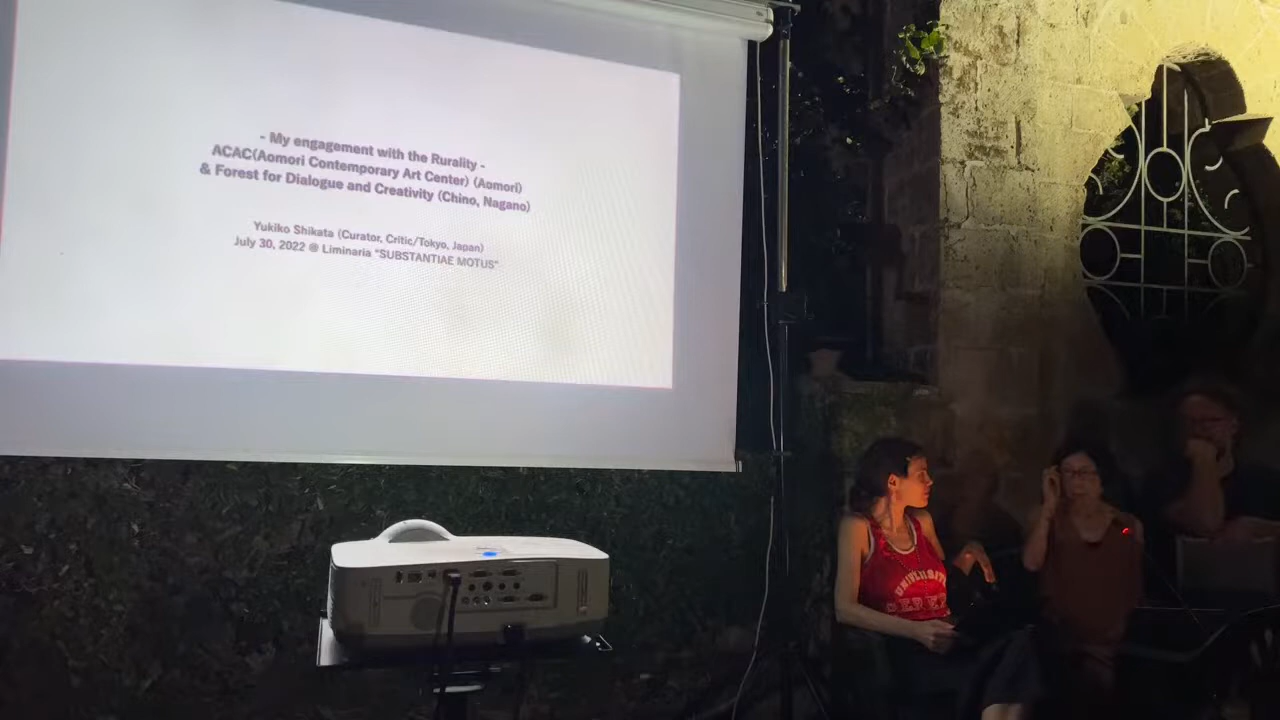 - My engagement with the Rurality -
ACAC(Aomori Contemporary Art Center) (Aomori)
& Forest for Dialogue and Creativity (Chino, Nagano)
Yukiko Shikata (Curator, Critic/Tokyo, Japan)
July 30, 2022 @ Liminaria "SUBSTANTIAE MOTUS"